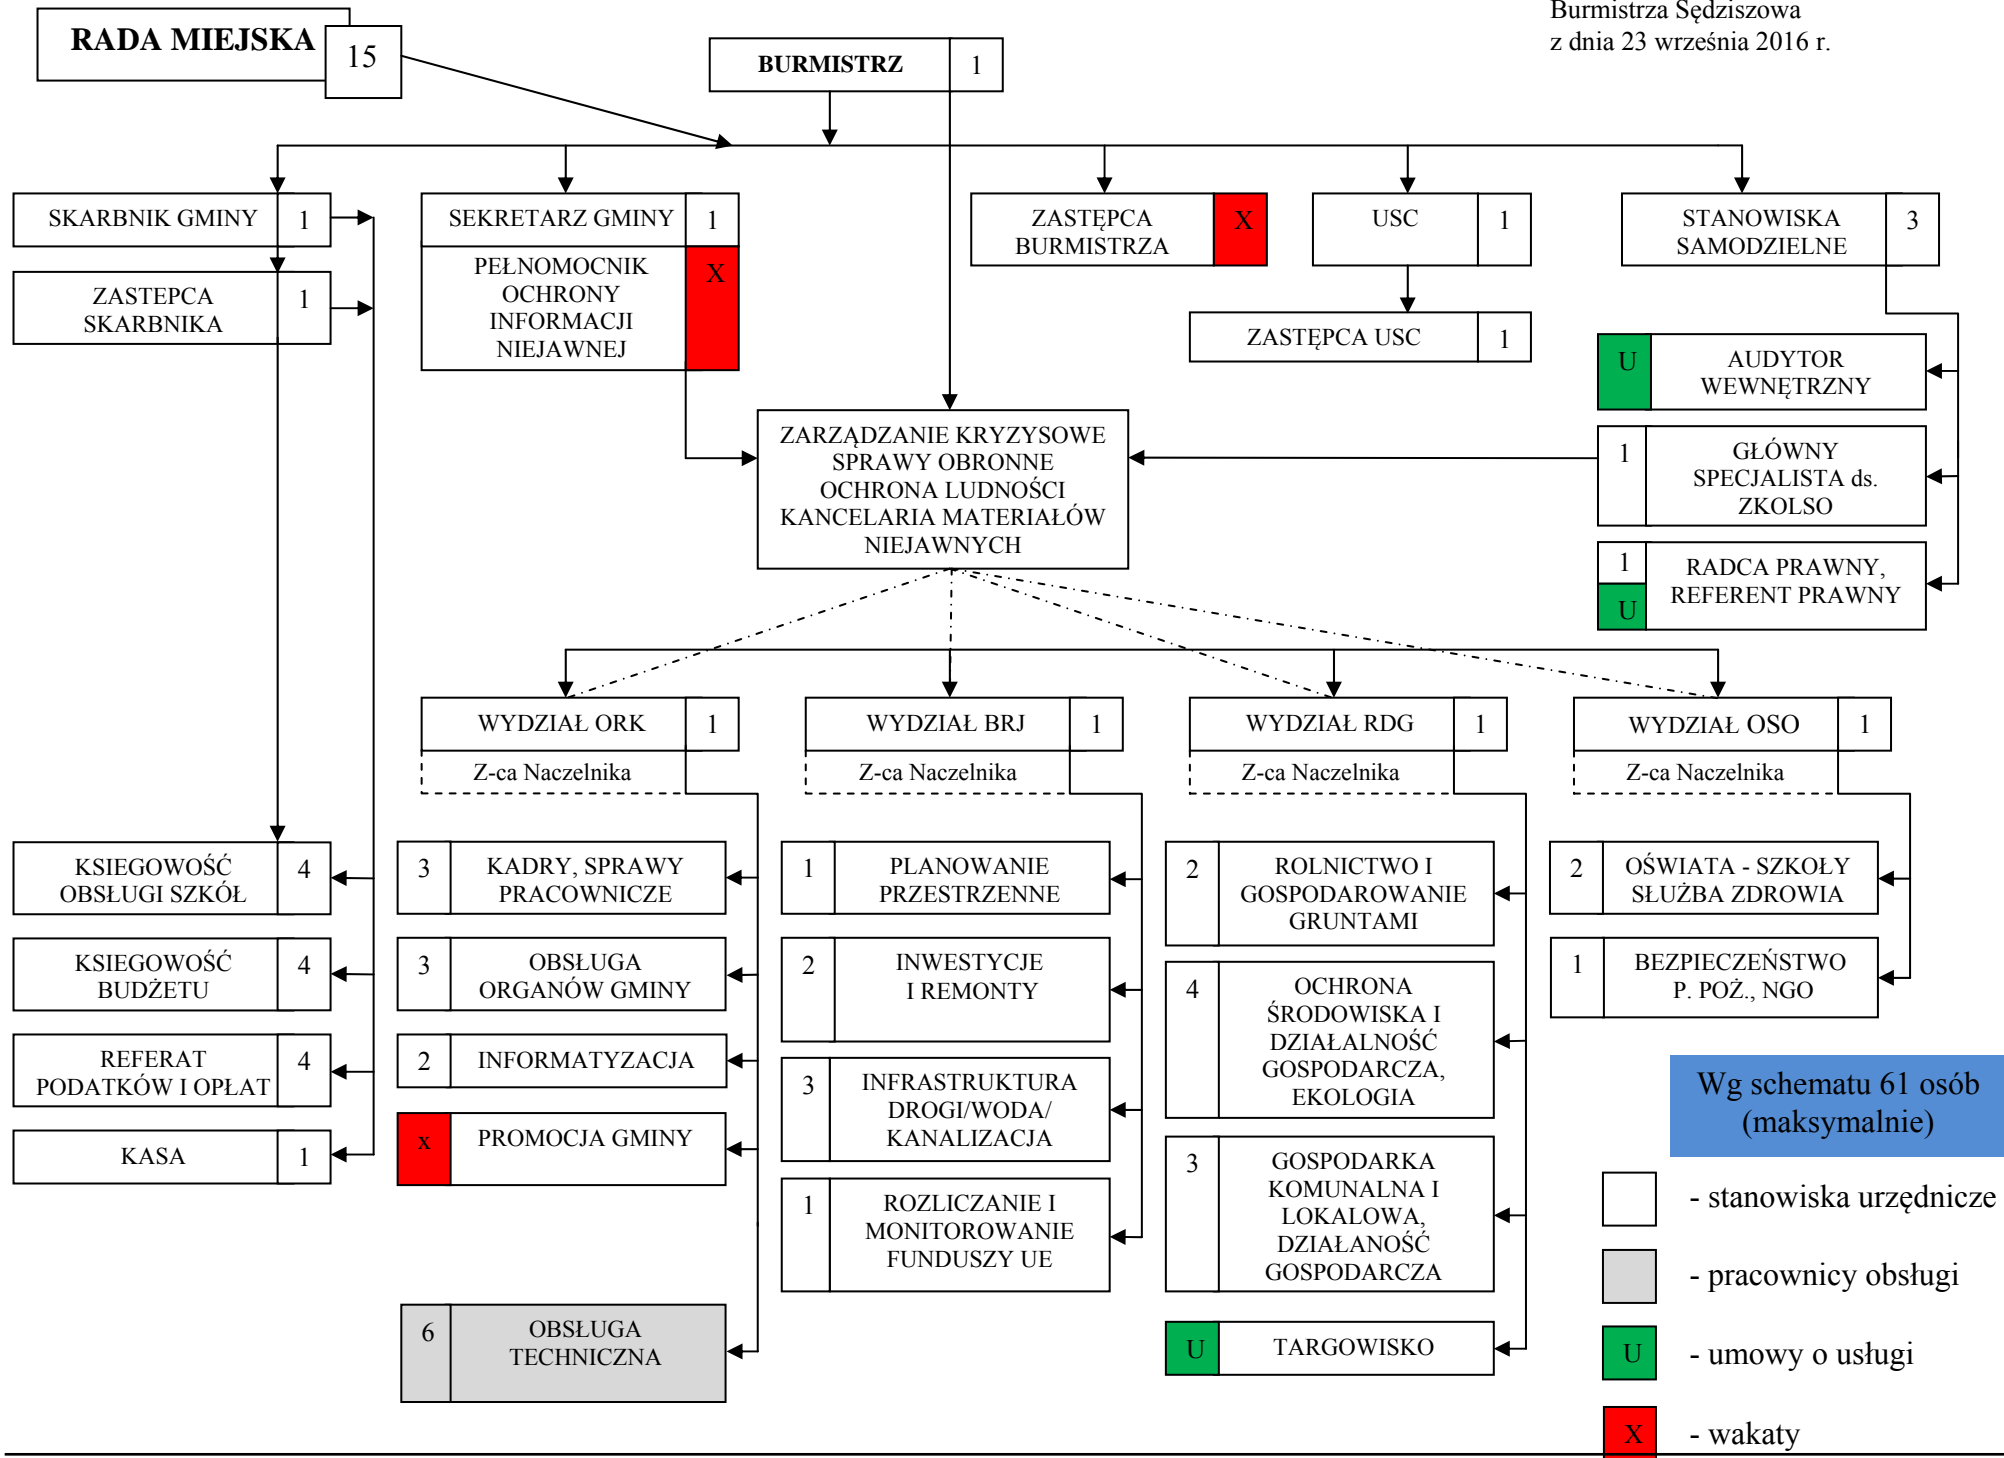 Burmistrza Sędziszowa
z dnia 23 września 2016 r.
RADA MIEJSKA
15
BURMISTRZ
1
SKARBNIK GMINY
1
ZASTEPCA
SKARBNIKA
1
SEKRETARZ GMINY
1
PEŁNOMOCNIK
OCHRONY
INFORMACJI
NIEJAWNEJ
X
ZASTĘPCA
BURMISTRZA
X
USC
1
ZASTĘPCA USC
1
STANOWISKA
SAMODZIELNE
3
U
AUDYTOR
WEWNĘTRZNY
1
GŁÓWNY
SPECJALISTA ds.
ZKOLSO
1
U
RADCA PRAWNY,
REFERENT PRAWNY
ZARZĄDZANIE KRYZYSOWE
SPRAWY OBRONNE
OCHRONA LUDNOŚCI
KANCELARIA MATERIAŁÓW
NIEJAWNYCH
WYDZIAŁ ORK
1
Z-ca Naczelnika
WYDZIAŁ BRJ
1
Z-ca Naczelnika
WYDZIAŁ RDG
1
Z-ca Naczelnika
WYDZIAŁ OSO
1
Z-ca Naczelnika
KSIEGOWOŚĆ
OBSŁUGI SZKÓŁ
4
KSIEGOWOŚĆ
BUDŻETU
4
REFERAT
PODATKÓW I OPŁAT
4
KASA
1
3
KADRY, SPRAWY
PRACOWNICZE
3
OBSŁUGA
ORGANÓW GMINY
2
INFORMATYZACJA
x
PROMOCJA GMINY
6
OBSŁUGA
TECHNICZNA
1
PLANOWANIE
PRZESTRZENNE
2
INWESTYCJE
I REMONTY
3
INFRASTRUKTURA
DROGI/WODA/
KANALIZACJA
1
ROZLICZANIE I
MONITOROWANIE
FUNDUSZY UE
2
ROLNICTWO I
GOSPODAROWANIE
GRUNTAMI
4
OCHRONA
ŚRODOWISKA I
DZIAŁALNOŚĆ
GOSPODARCZA,
EKOLOGIA
3
GOSPODARKA
KOMUNALNA I
LOKALOWA,
DZIAŁANOŚĆ
GOSPODARCZA
U
TARGOWISKO
2
OŚWIATA - SZKOŁY
SŁUŻBA ZDROWIA
1
BEZPIECZEŃSTWO
P. POŻ., NGO
Wg schematu 61 osób
(maksymalnie)
- stanowiska urzędnicze
- pracownicy obsługi
U
- umowy o usługi
X
- wakaty